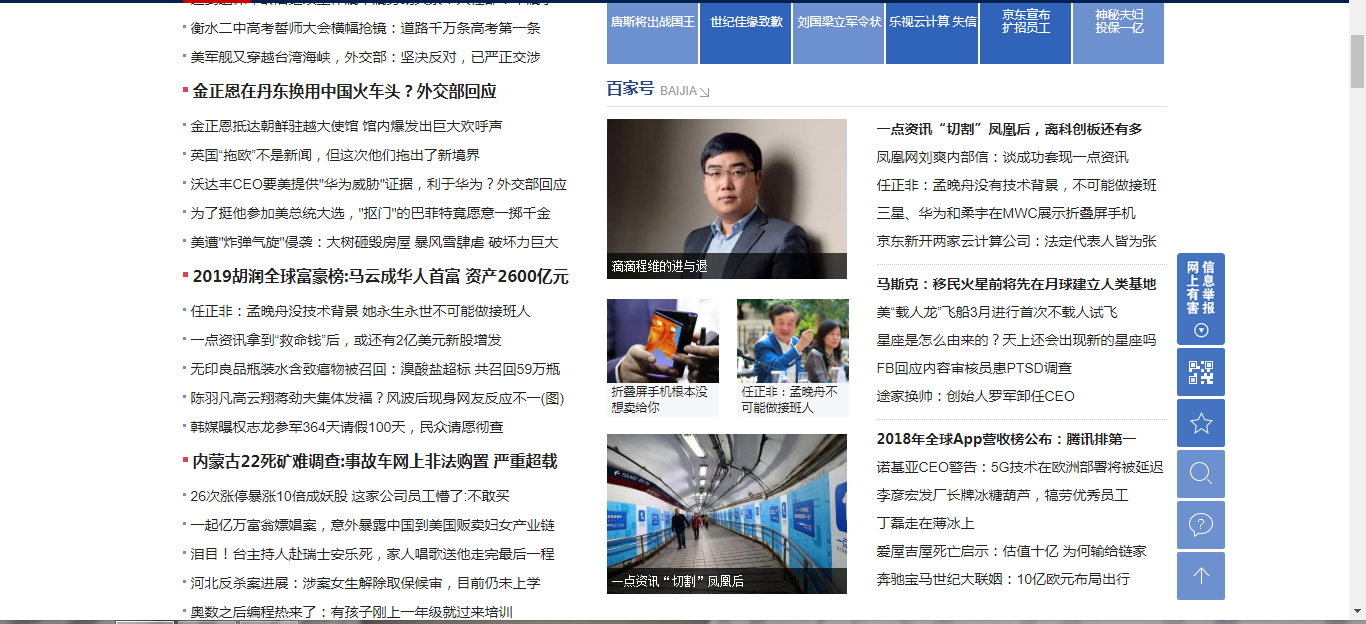 衡水二中高考誓师大会横幅抢镜：道路千万条高考第一条
美军舰又穿越台湾海峡，外交部：坚决反对，已严正交涉
金正恩在丹东换用中国火车头？外交部回应
金正恩抵达朝鲜驻越大使馆 馆内爆发出巨大欢呼声
英国"拖欧"不是新闻，但这次他们拖出了新境界
沃达丰CEO要美提供"华为威胁"证据，利于华为？外交部回应
为了挺他参加美总统大选，"抠门"的巴菲特竟愿意一掷千金
美遭"炸弹气旋"侵袭：大树砸毁房屋 暴风雪肆虐 破坏力巨大
2019胡润全球富豪榜:马云成华人首富 资产2600亿元
任正非：孟晚舟没技术背景 她永生永世不可能做接班人
一点资讯拿到“救命钱”后，或还有2亿美元新股增发
无印良品瓶装水含致癌物被召回：溴酸盐超标 共召回59万瓶
陈羽凡高云翔蒋劲夫集体发福？风波后现身网友反应不一(图)
韩媒曝权志龙参军364天请假100天，民众请愿彻查
内蒙古22死矿难调查:事故车网上非法购置 严重超载
26次涨停暴涨10倍成妖股 这家公司员工懵了:不敢买
一起亿万富翁嫖娼案，意外暴露中国到美国贩卖妇女产业链
泪目！台主持人赴瑞士安乐死，家人唱歌送他走完最后一程
河北反杀案进展：涉案女生解除取保候审，目前仍未上学
奥数之后编程热来了：有孩子刚上一年级就过来培训
唐斯将出战国王
世纪佳缘致歉
刘国梁立军令状
乐视云计算 失信
京东宣布
扩招员工
神秘夫妇
投保一亿
百家号 BAIJIA
滴滴程维的进与退
折叠屏手机根本没
想卖给你
任正非：孟晚舟不
可能做接班人
一点资讯“切割”凤凰后
一点资讯“切割”凤凰后，离科创板还有多
凤凰网刘爽内部信：谈成功套现一点资讯
任正非：孟晚舟没有技术背景，不可能做接班
三星、华为和柔宇在MWC展示折叠屏手机
京东新开两家云计算公司：法定代表人皆为张
马斯克：移民火星前将先在月球建立人类基地
美“载人龙”飞船3月进行首次不载人试飞
星座是怎么由来的？天上还会出现新的星座吗
FB回应内容审核员患PTSD调查
途家换帅：创始人罗军卸任CEO
2018年全球App营收榜公布：腾讯排第一
诺基亚CEO警告：5G技术在欧洲部署将被延迟
李彦宏发厂长牌冰糖葫芦，犒劳优秀员工
丁磊走在薄冰上
爱屋吉屋死亡启示：估值十亿 为何输给链家
奔驰宝马世纪大联姻：10亿欧元布局出行
网上有害
信息举报